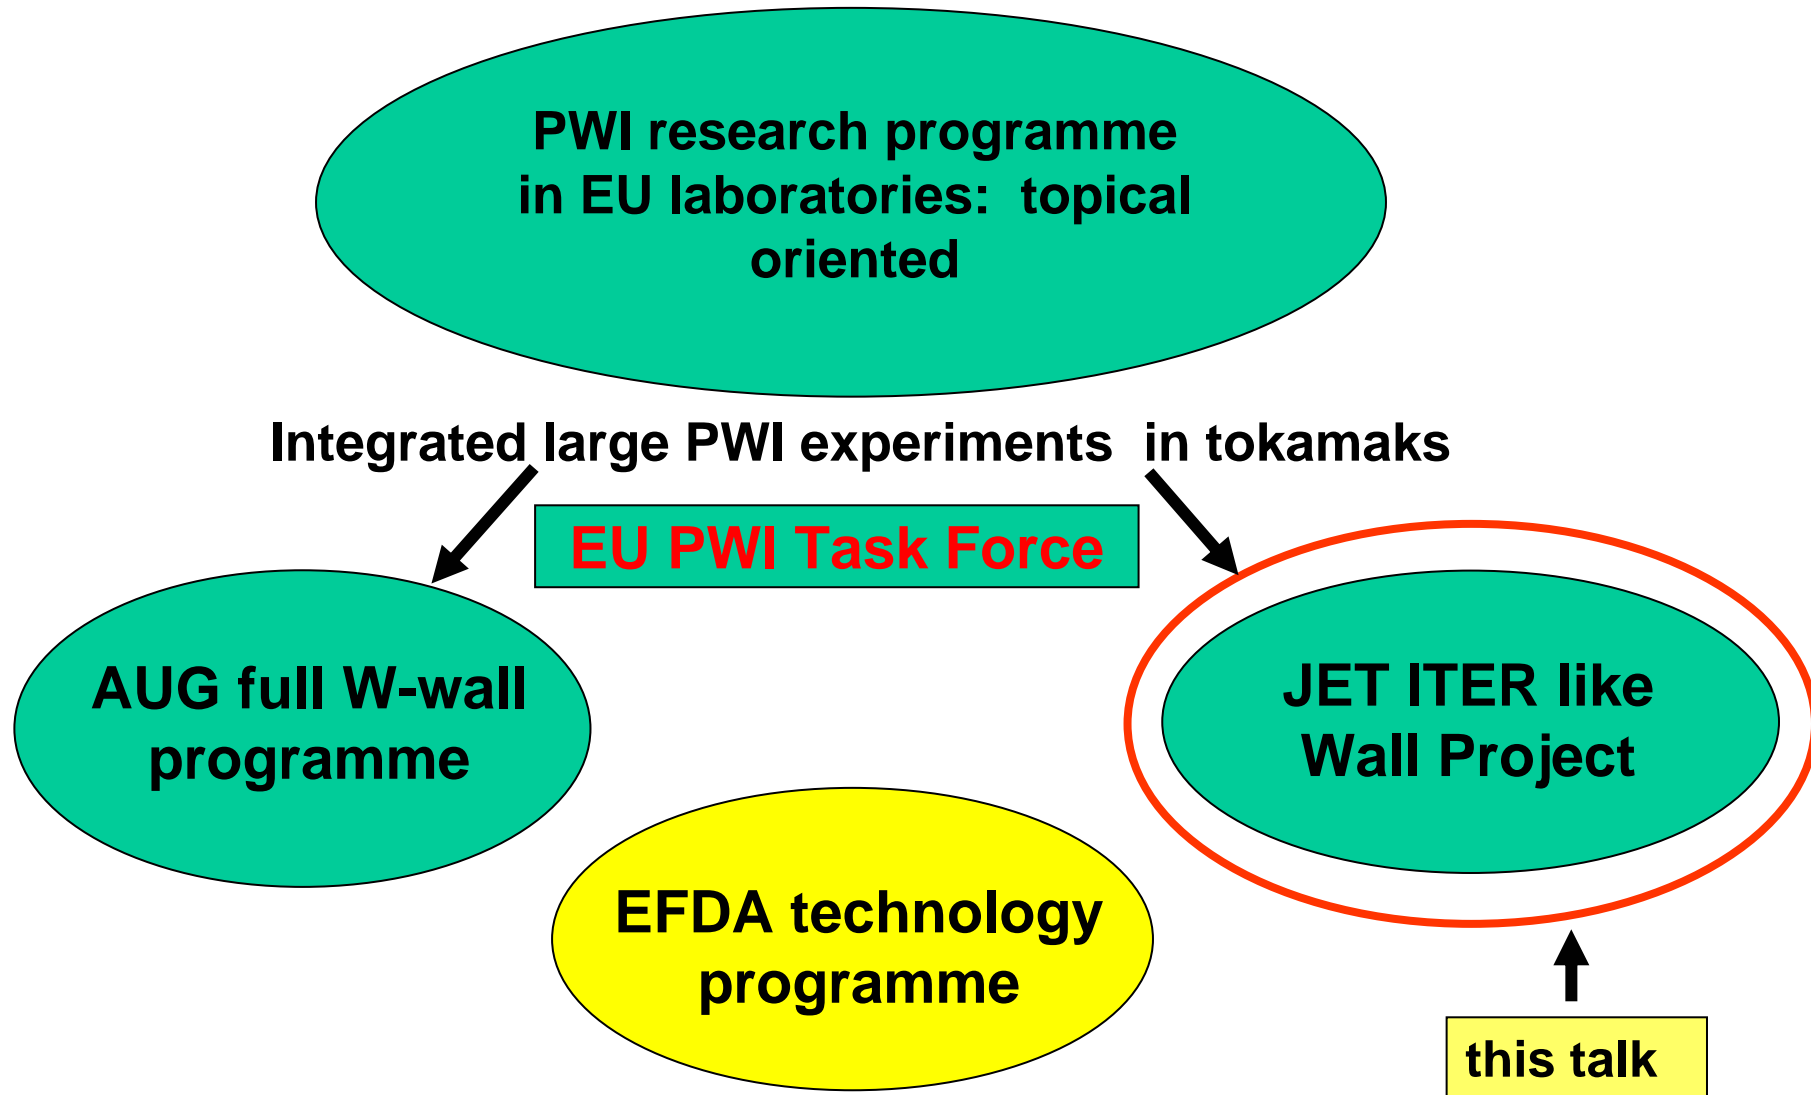 PWI research programme
in EU laboratories: topical
oriented
Integrated large PWI experiments in tokamaks
EU PWI Task Force
AUG full W-wall
programme
JET ITER like
Wall Project
EFDA technology
programme
this talk